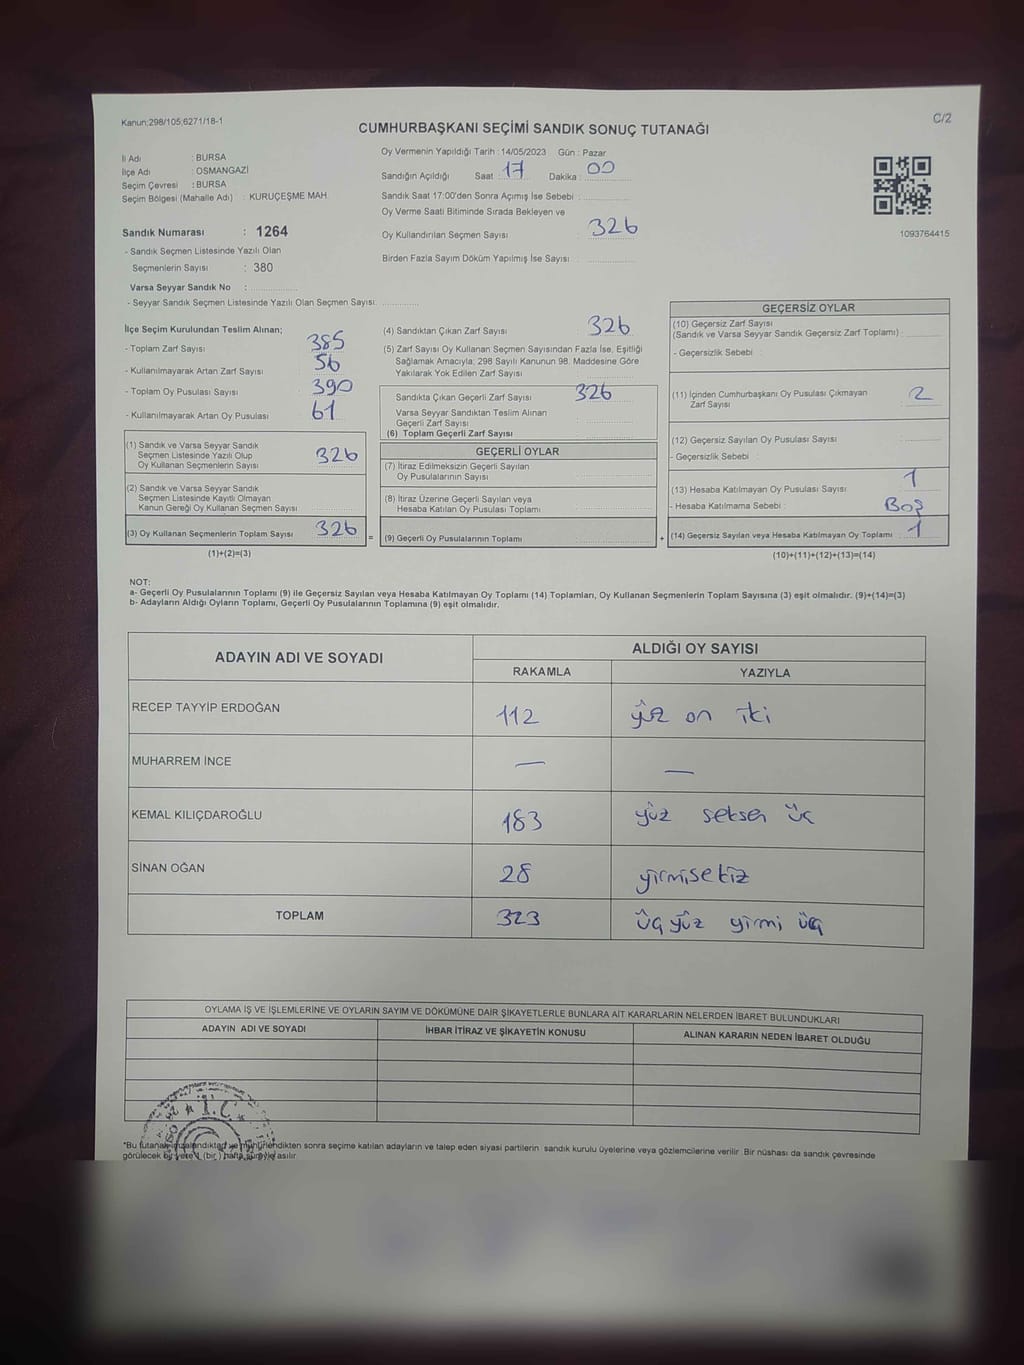 Kanun;298/105;6271/18-1
C/2
CUMHURBAŞKANI SEÇİMİ SANDIK SONUÇ TUTANAĞI
İl Adı : BURSA
İlçe Adı : OSMANGAZİ
Seçim Çevresi : BURSA
Seçim Bölgesi (Mahalle Adı) : KURUÇEŞME MAH.
Sandık Numarası : 1264
- Sandık Seçmen Listesinde Yazılı Olan
Seçmenlerin Sayısı : 380
Varsa Seyyar Sandık No :
- Seyyar Sandık Seçmen Listesinde Yazılı Olan Seçmen Sayısı:
Oy Vermenin Yapıldığı Tarih : 14/05/2023 Gün : Pazar
Sandığın Açıldığı Saat : 17 Dakika : 00
Sandık Saat 17:00'den Sonra Açımış İse Sebebi :
Oy Verme Saati Bitiminde Sırada Bekleyen ve
Oy Kullandırılan Seçmen Sayısı : 326
Birden Fazla Sayım Döküm Yapılmış İse Sayısı :
1093764415
İlçe Seçim Kurulundan Teslim Alınan;
- Toplam Zarf Sayısı : 385
- Kullanılmayarak Artan Zarf Sayısı : 56
- Toplam Oy Pusulası Sayısı : 390
- Kullanılmayarak Artan Oy Pusulası : 61
(1) Sandık ve Varsa Seyyar Sandık
Seçmen Listesinde Yazılı Olup
Oy Kullanan Seçmenlerin Sayısı : 326
(2) Sandık ve Varsa Seyyar Sandık
Seçmen Listesinde Kayıtlı Olmayan
Kanun Gereği Oy Kullanan Seçmen Sayısı :
(3) Oy Kullanan Seçmenlerin Toplam Sayısı : 326 =
(1)+(2)=(3)
(4) Sandıktan Çıkan Zarf Sayısı : 326
(5) Zarf Sayısı Oy Kullanan Seçmen Sayısından Fazla İse, Eşitliği
Sağlamak Amacıyla; 298 Sayılı Kanunun 98. Maddesine Göre
Yakılarak Yok Edilen Zarf Sayısı :
Sandıkta Çıkan Geçerli Zarf Sayısı : 326
Varsa Seyyar Sandıktan Teslim Alınan
Geçerli Zarf Sayısı :
(6) Toplam Geçerli Zarf Sayısı :
GEÇERLİ OYLAR
(7) İtiraz Edilmeksizin Geçerli Sayılan
Oy Pusulalarının Sayısı :
(8) İtiraz Üzerine Geçerli Sayılan veya
Hesaba Katılan Oy Pusulası Toplamı :
(9) Geçerli Oy Pusulalarının Toplamı : +
GEÇERSİZ OYLAR
(10) Geçersiz Zarf Sayısı
(Sandık ve Varsa Seyyar Sandık Geçersiz Zarf Toplamı) :
- Geçersizlik Sebebi :
(11) İçinden Cumhurbaşkanı Oy Pusulası Çıkmayan
Zarf Sayısı : 2
(12) Geçersiz Sayılan Oy Pusulası Sayısı :
- Geçersizlik Sebebi :
(13) Hesaba Katılmayan Oy Pusulası Sayısı : 1
- Hesaba Katılmama Sebebi : Boş
(14) Geçersiz Sayılan veya Hesaba Katılmayan Oy Toplamı : 1
(10)+(11)+(12)+(13)=(14)
NOT:
a- Geçerli Oy Pusulalarının Toplamı (9) ile Geçersiz Sayılan veya Hesaba Katılmayan Oy Toplamı (14) Toplamları, Oy Kullanan Seçmenlerin Toplam Sayısına (3) eşit olmalıdır. (9)+(14)=(3)
b- Adayların Aldığı Oyların Toplamı, Geçerli Oy Pusulalarının Toplamına (9) eşit olmalıdır.
ADAYIN ADI VE SOYADI ALDIĞI OY SAYISI
RAKAMLA YAZIYLA
RECEP TAYYİP ERDOĞAN 112 yüz on iki
MUHARREM İNCE — —
KEMAL KILIÇDAROĞLU 183 yüz seksen üç
SİNAN OĞAN 28 yirmisekiz
TOPLAM 323 üçyüz yirmi üç
OYLAMA İŞ VE İŞLEMLERİNE VE OYLARIN SAYIM VE DÖKÜMÜNE DAİR ŞİKAYETLERLE BUNLARA AİT KARARLARIN NELERDEN İBARET BULUNDUKLARI
ADAYIN ADI VE SOYADI İHBAR İTİRAZ VE ŞİKAYETİN KONUSU ALINAN KARARIN NEDEN İBARET OLDUĞU
T.C.
*Bu tutanak imzalandıktan ve mühürlendikten sonra seçime katılan adayların ve talep eden siyasi partilerin sandık kurulu üyelerine veya gözlemcilerine verilir. Bir nüshası da sandık çevresinde
görülecek bir yere 1 (bir) hafta süreyle asılır.